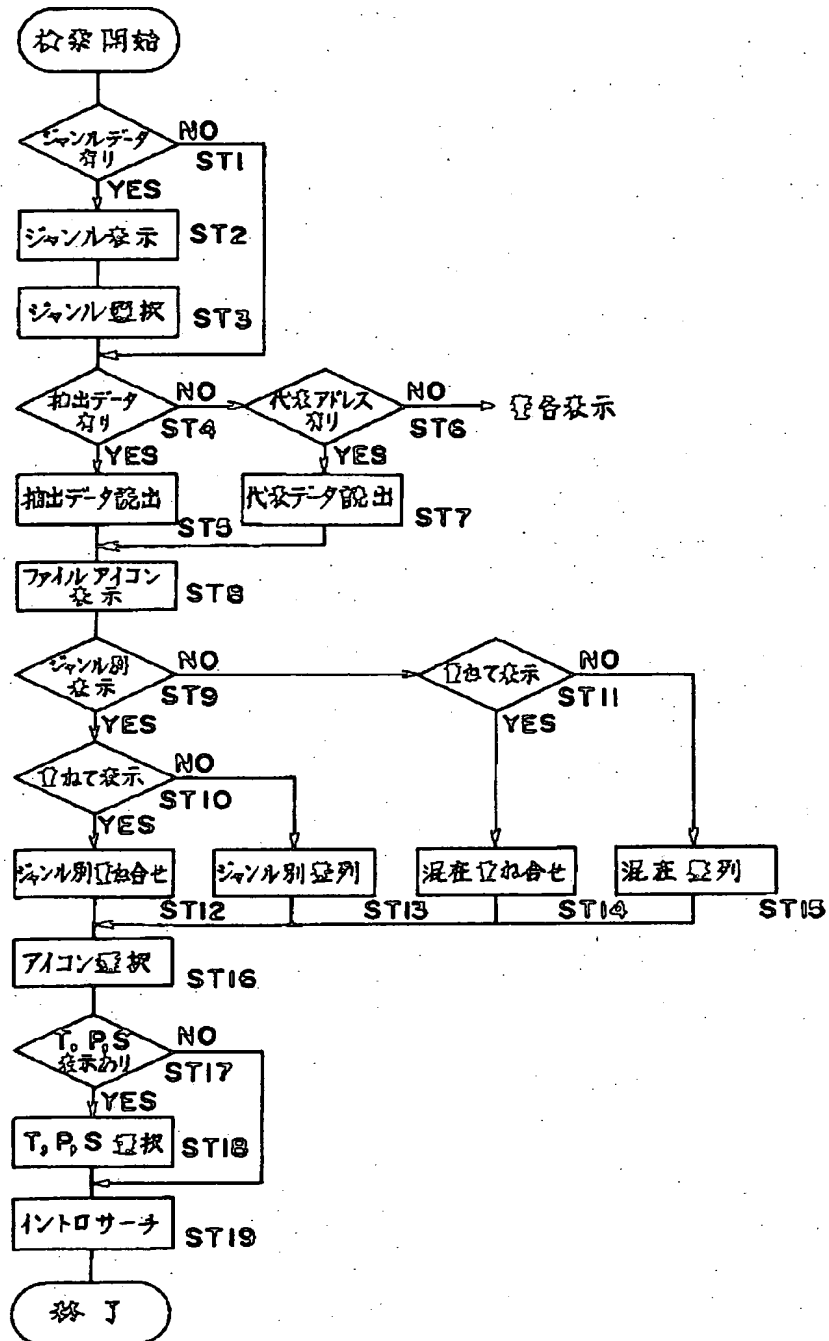 検索開始
ジャンルデータ
有り
NO
ST1
YES
ジャンル表示
ST2
ジャンル選択
ST3
抽出データ
有り
NO
ST4
YES
代表アドレス
有り
NO
ST6
YES
表示
抽出データ読出
ST5
代表データ読出
ST7
ファイルアイコン
表示
ST8
ジャンル別
表示
NO
ST9
YES
重ねて表示
NO
ST11
YES
重ねて表示
NO
ST10
YES
ジャンル別重ね合せ
ST12
ジャンル別整列
ST13
混在重ね合せ
ST14
混在整列
ST15
アイコン選択
ST16
T, P, S
表示あり
NO
ST17
YES
T, P, S 選択
ST18
イントロサーチ
ST19
終了